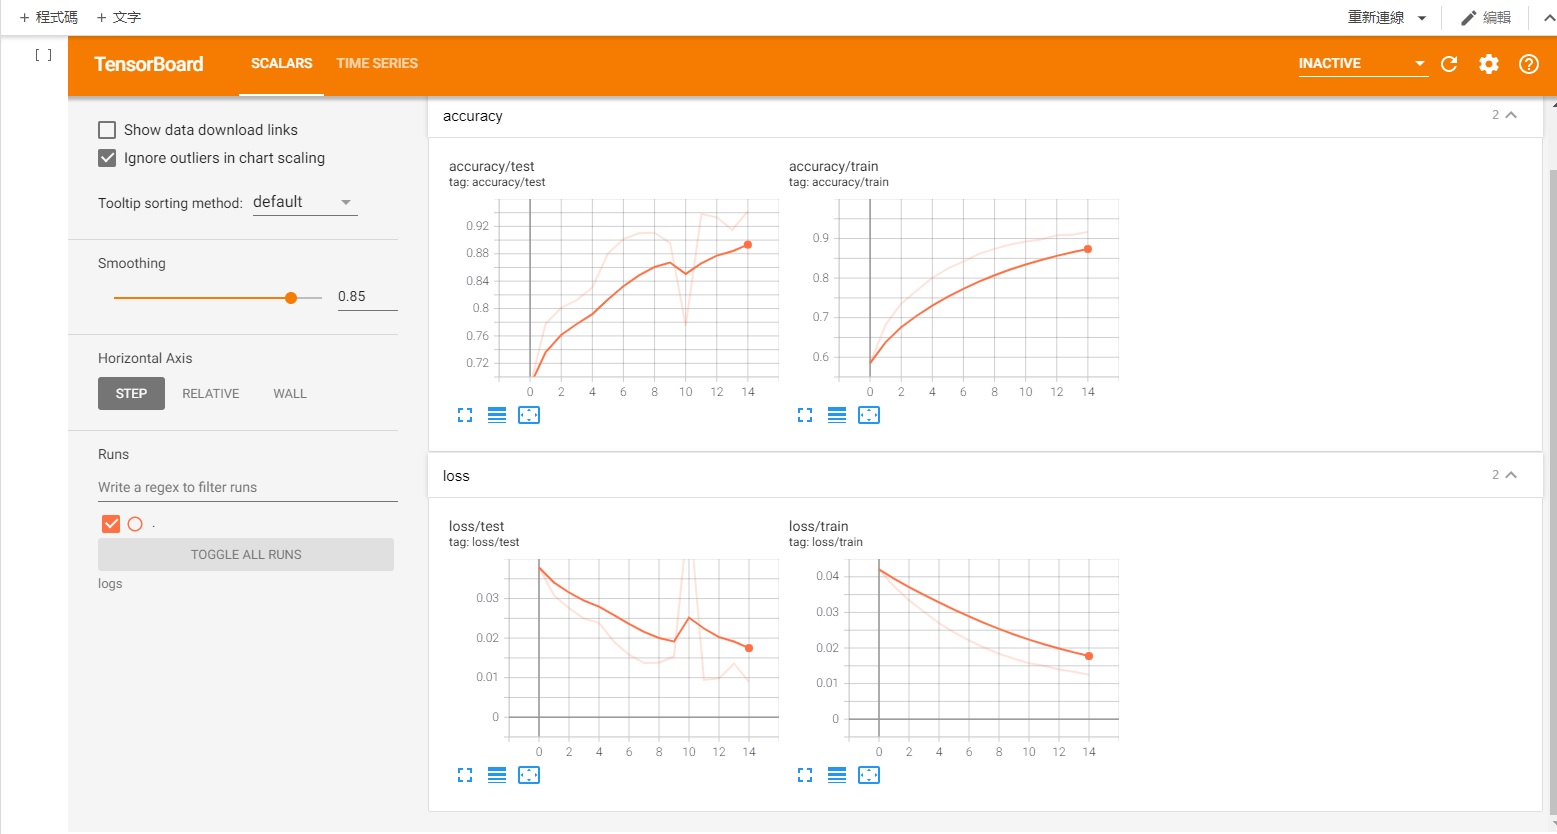 + 程式碼 + 文字 重新連線 編輯
[ ]
TensorBoard SCALARS TIME SERIES INACTIVE
Show data download links
Ignore outliers in chart scaling
Tooltip sorting method: default
Smoothing
0.85
Horizontal Axis
STEP RELATIVE WALL
Runs
Write a regex to filter runs
.
TOGGLE ALL RUNS
logs
accuracy 2
accuracy/test
tag: accuracy/test
0.92
0.88
0.84
0.8
0.76
0.72
0 2 4 6 8 10 12 14
accuracy/train
tag: accuracy/train
0.9
0.8
0.7
0.6
0 2 4 6 8 10 12 14
loss 2
loss/test
tag: loss/test
0.03
0.02
0.01
0
0 2 4 6 8 10 12 14
loss/train
tag: loss/train
0.04
0.03
0.02
0.01
0
0 2 4 6 8 10 12 14